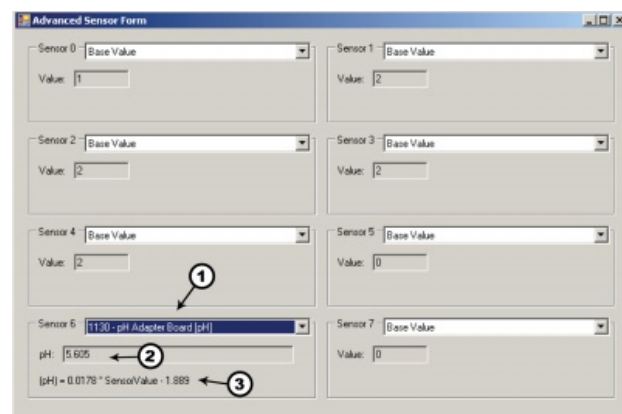 Advanced Sensor Form
Sensor 0 Base Value
Value: 1
Sensor 1 Base Value
Value: 2
Sensor 2 Base Value
Value: 2
Sensor 3 Base Value
Value: 2
Sensor 4 Base Value
Value: 2
Sensor 5 Base Value
Value: 0
1
Sensor 6 1130 - pH Adapter Board [pH]
pH: 5.605
2
(pH) = 0.0178 * SensorValue - 1.889
3
Sensor 7 Base Value
Value: 0